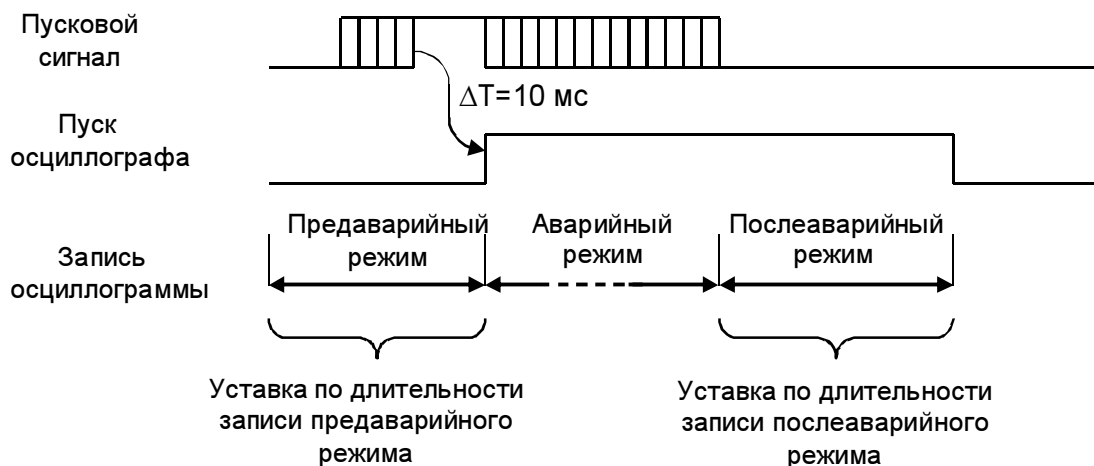 Пусковой
сигнал
ΔT=10 мс
Пуск
осциллографа
Предаварийный
режим
Аварийный
режим
Послеаварийный
режим
Запись
осциллограммы
Уставка по длительности
записи предаварийного
режима
Уставка по длительности
записи послеаварийного
режима